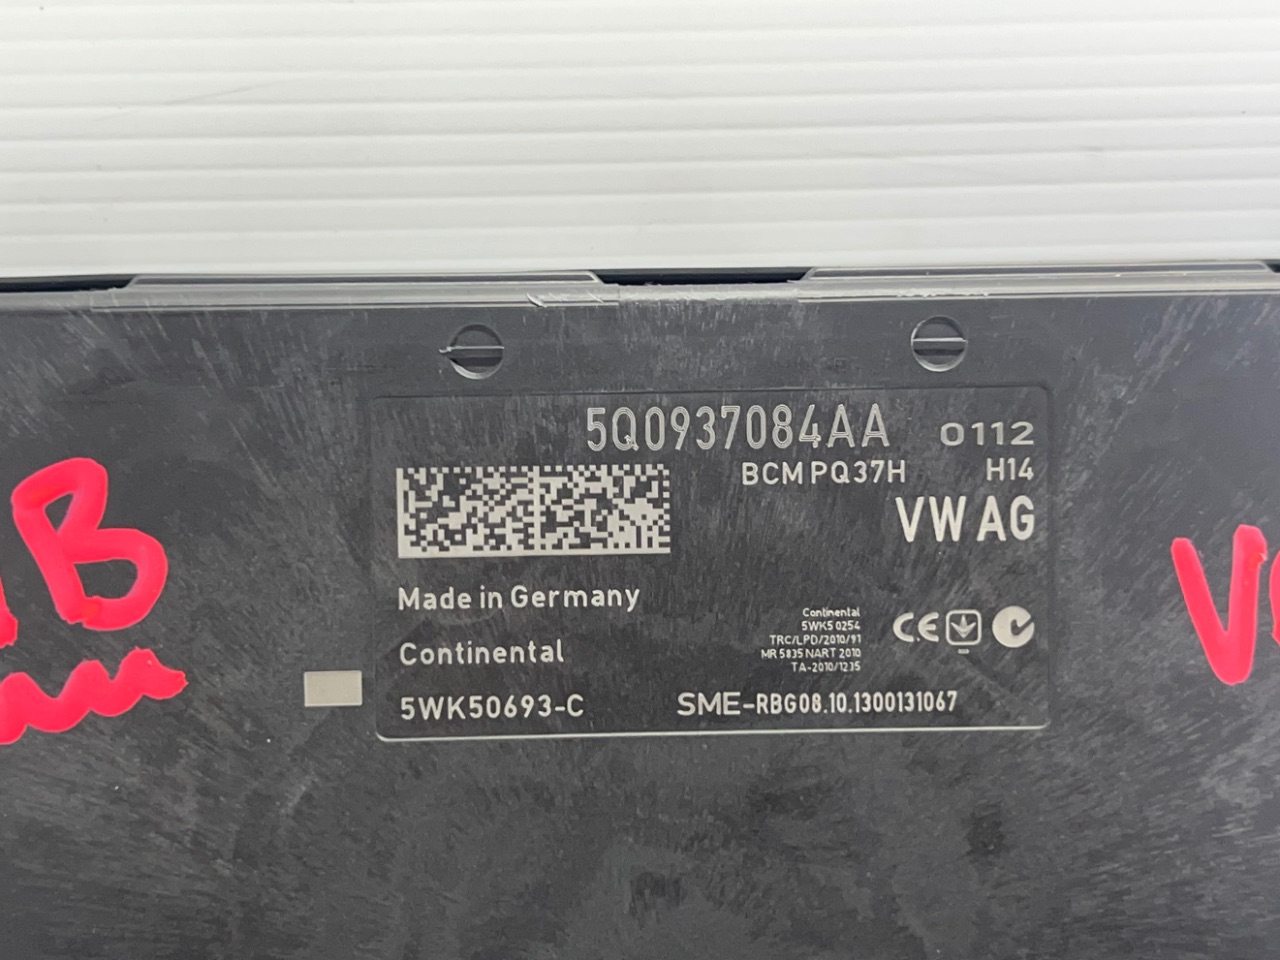 5Q0937084AA 0112
BCM PQ37H H14
VW AG
Made in Germany
Continental
5WK50254
TRC/LPD/2010/91
MR 5835 NART 2010
TA-2010/1235
CE
Continental
5WK50693-C SME-RBG08.10.1300131067
B
V